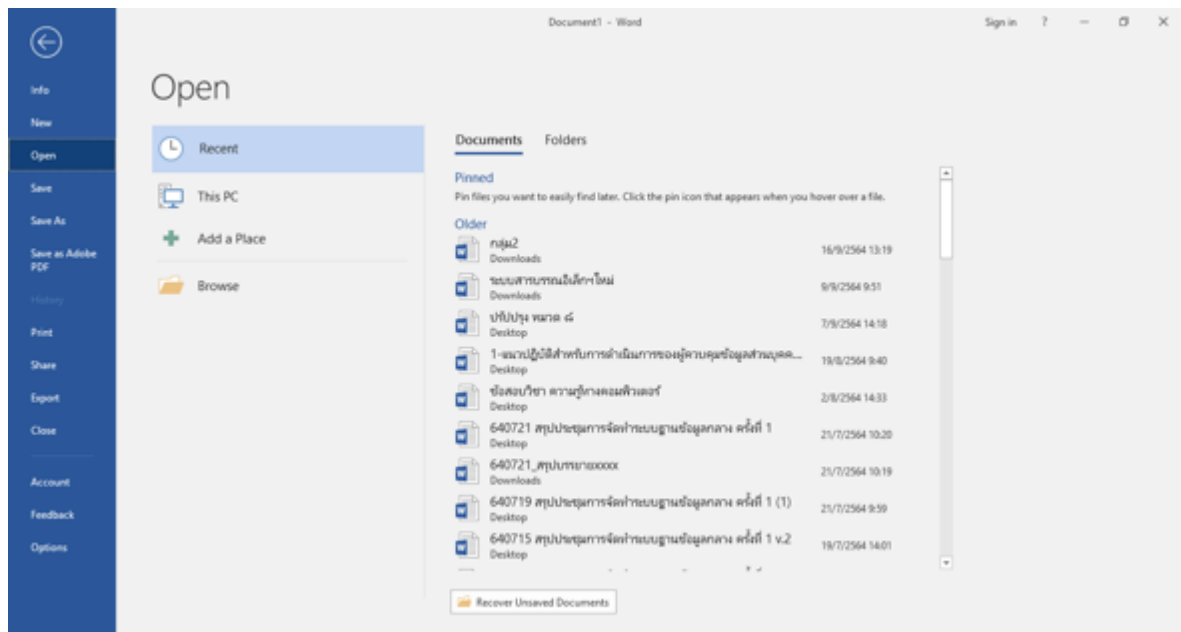 Document1 - Word
Sign in ?
Info
New
Open
Save
Save As
Save as Adobe
PDF
History
Print
Share
Export
Close
Account
Feedback
Options
Open
Recent
This PC
Add a Place
Browse
Documents Folders
Pinned
Pin files you want to easily find later. Click the pin icon that appears when you hover over a file.
Older
กลุ่ม2
Downloads
16/9/2564 13:19
ระบบสารบรรณอิเล็กฯใหม่
Downloads
9/9/2564 9:51
ปรับปรุง หมวด ๘
Desktop
7/9/2564 14:18
1-แนวปฏิบัติสำหรับการดำเนินการของผู้ควบคุมข้อมูลส่วนบุคค...
Desktop
19/8/2564 9:40
ข้อสอบวิชา ความรู้ทางคอมพิวเตอร์
Desktop
2/8/2564 14:33
640721 สรุปประชุมการจัดทำระบบฐานข้อมูลกลาง ครั้งที่ 1
Desktop
21/7/2564 10:20
640721_สรุปบรรยายxxxx
Downloads
21/7/2564 10:19
640719 สรุปประชุมการจัดทำระบบฐานข้อมูลกลาง ครั้งที่ 1 (1)
Desktop
21/7/2564 9:59
640715 สรุปประชุมการจัดทำระบบฐานข้อมูลกลาง ครั้งที่ 1 v.2
Desktop
19/7/2564 14:01
Recover Unsaved Documents